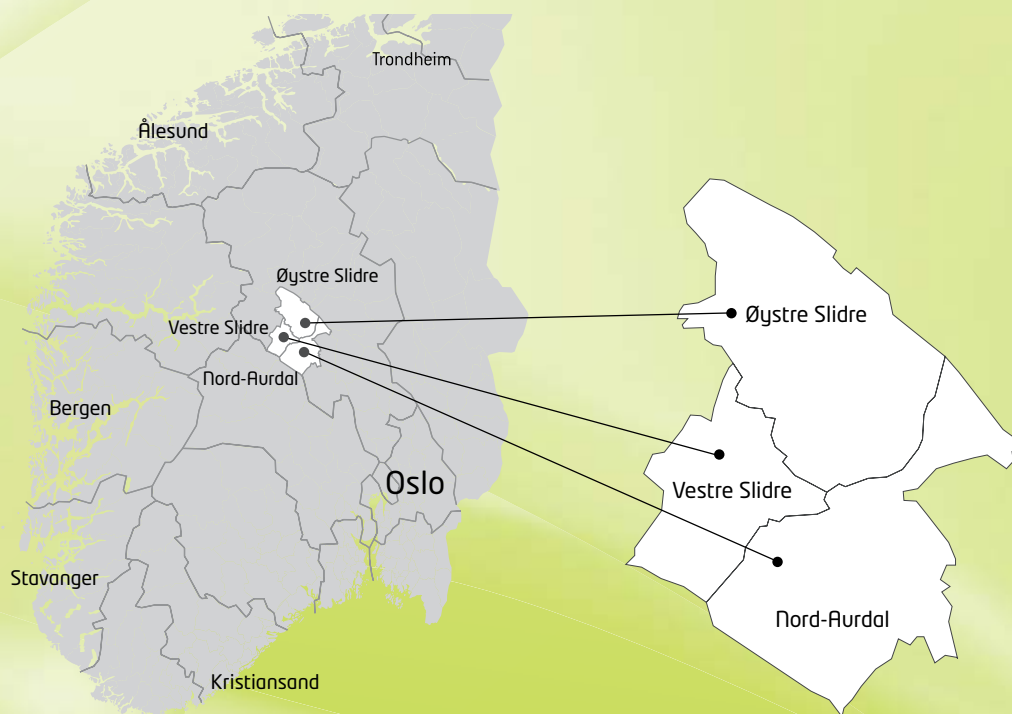 Trondheim
Ålesund
Øystre Slidre
Vestre Slidre
Nord-Aurdal
Bergen
Oslo
Stavanger
Kristiansand
Øystre Slidre
Vestre Slidre
Nord-Aurdal